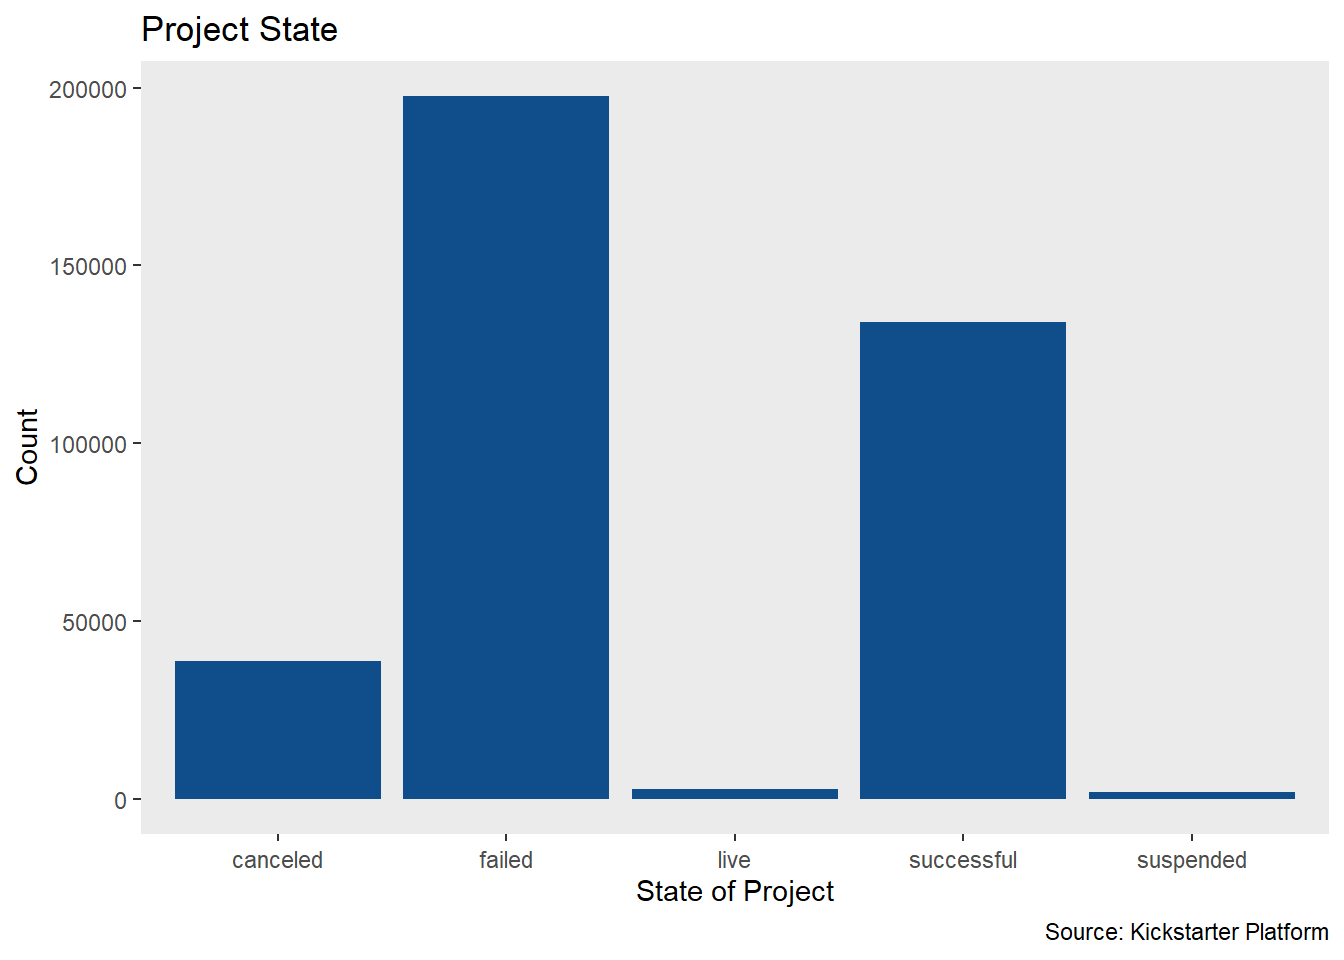 Project State
200000
150000
100000
50000
0
Count
canceled failed live successful suspended
State of Project
Source: Kickstarter Platform